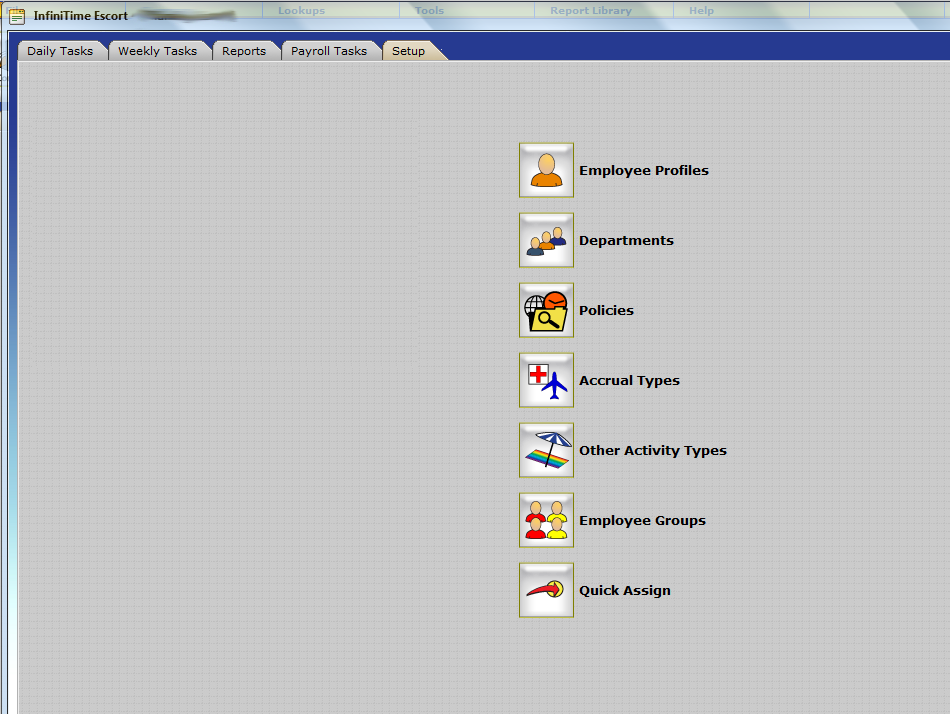 InfiniTime Escort
Lookups Tools Report Library Help
Daily Tasks Weekly Tasks Reports Payroll Tasks Setup
Employee Profiles
Departments
Policies
Accrual Types
Other Activity Types
Employee Groups
Quick Assign